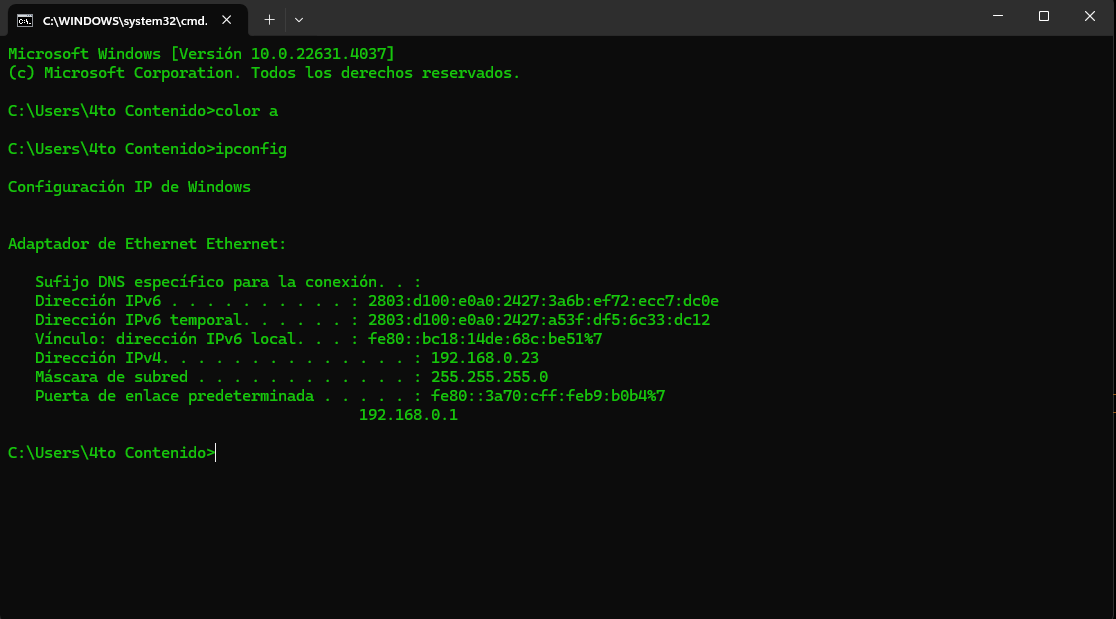 C:\WINDOWS\system32\cmd.
Microsoft Windows [Versión 10.0.22631.4037]
(c) Microsoft Corporation. Todos los derechos reservados.
C:\Users\4to Contenido>color a
C:\Users\4to Contenido>ipconfig
Configuración IP de Windows
Adaptador de Ethernet Ethernet:
Sufijo DNS específico para la conexión. . :
Dirección IPv6 . . . . . . . . . . : 2803:d100:e0a0:2427:3a6b:ef72:ecc7:dc0e
Dirección IPv6 temporal. . . . . . : 2803:d100:e0a0:2427:a53f:df5:6c33:dc12
Vínculo: dirección IPv6 local. . . : fe80::bc18:14de:68c:be51%7
Dirección IPv4. . . . . . . . . . . . . . : 192.168.0.23
Máscara de subred . . . . . . . . . . . . : 255.255.255.0
Puerta de enlace predeterminada . . . . . : fe80::3a70:cff:feb9:b0b4%7
192.168.0.1
C:\Users\4to Contenido>